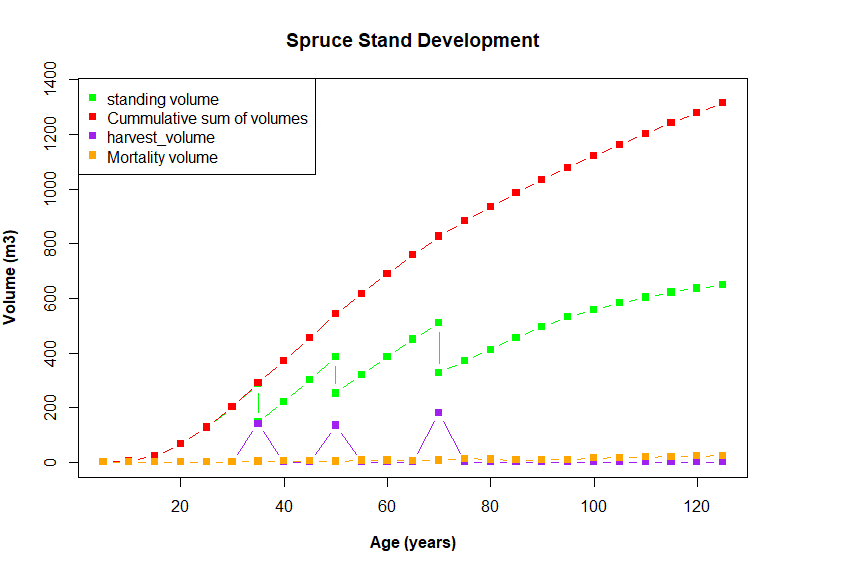 Spruce Stand Development
standing volume
Cummulative sum of volumes
harvest_volume
Mortality volume
Volume (m3)
1400
1200
1000
800
600
400
200
0
20 40 60 80 100 120
Age (years)